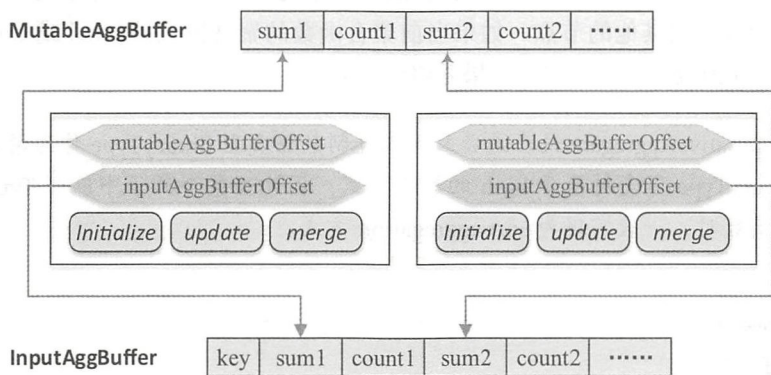 MutableAggBuffer sum1 count1 sum2 count2 ······
mutableAggBufferOffset mutableAggBufferOffset
inputAggBufferOffset inputAggBufferOffset
Initialize update merge Initialize update merge
InputAggBuffer key sum1 count1 sum2 count2 ······